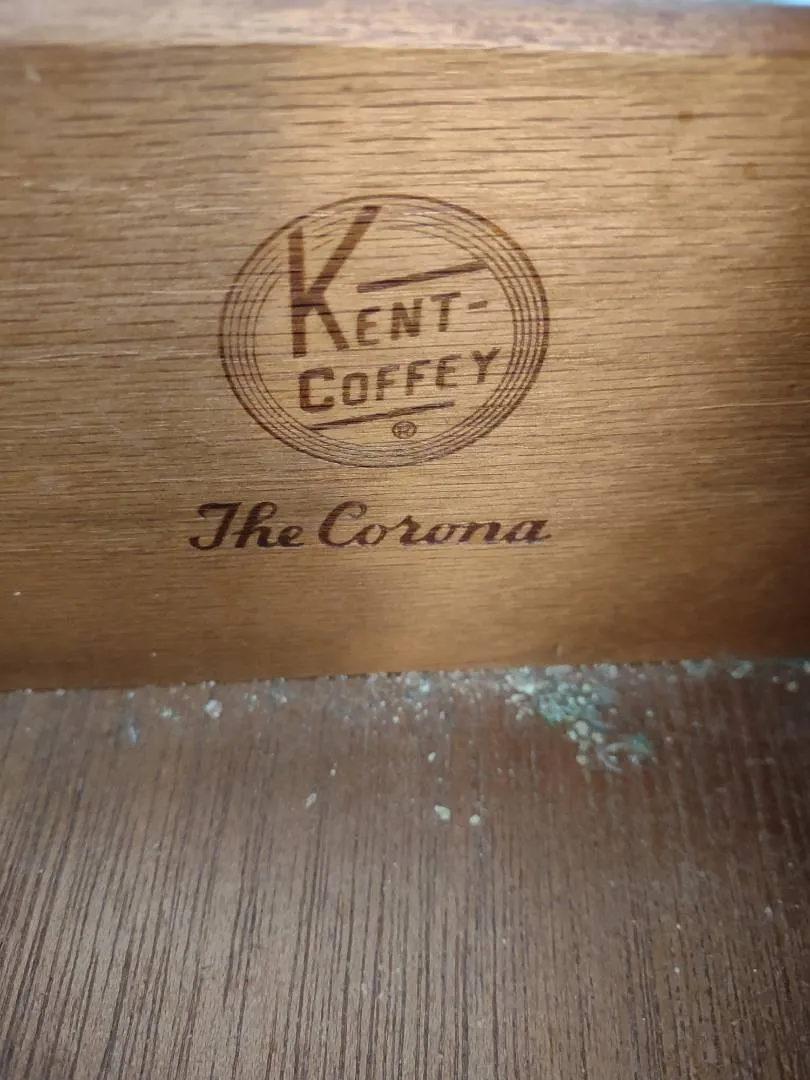 KENT-
COFFEY
®
The Corona